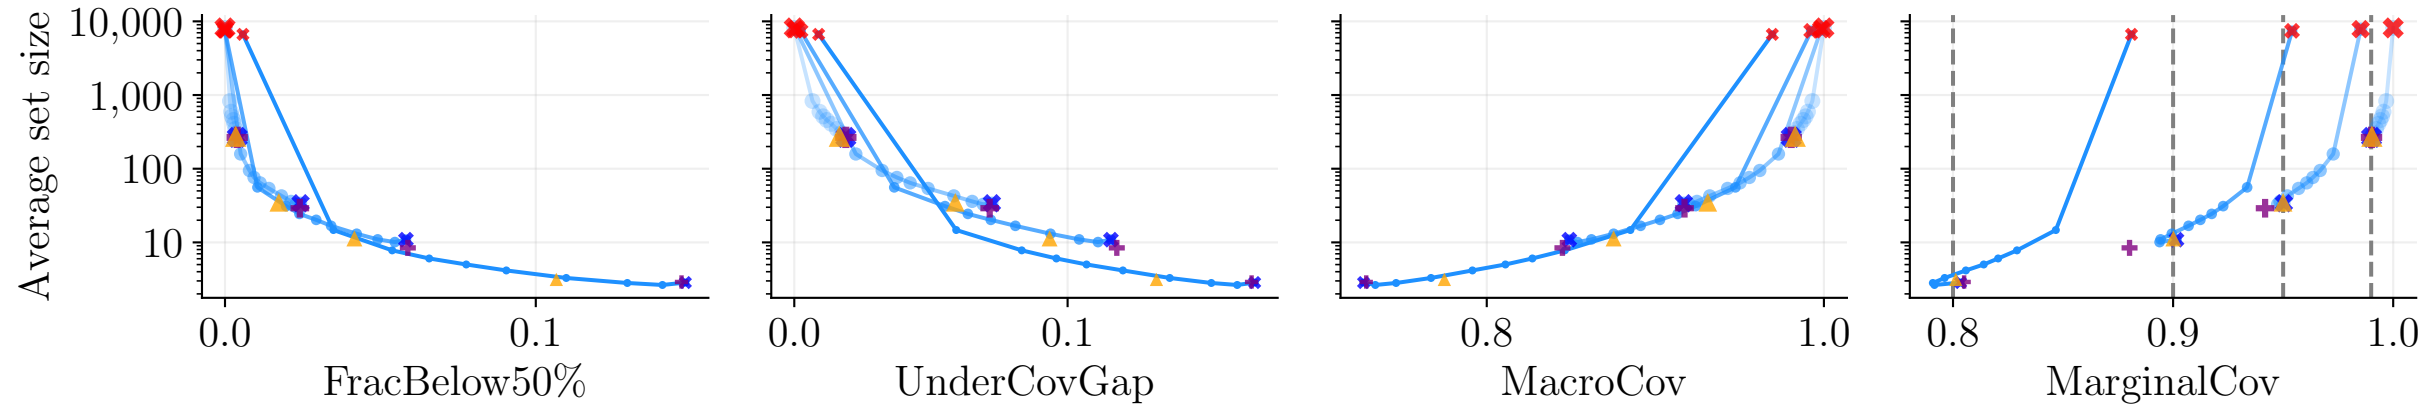 Average set size
10,000
1,000
100
10
0.0 0.1
FracBelow50%
0.0 0.1
UnderCovGap
0.8 1.0
MacroCov
0.8 0.9 1.0
MarginalCov